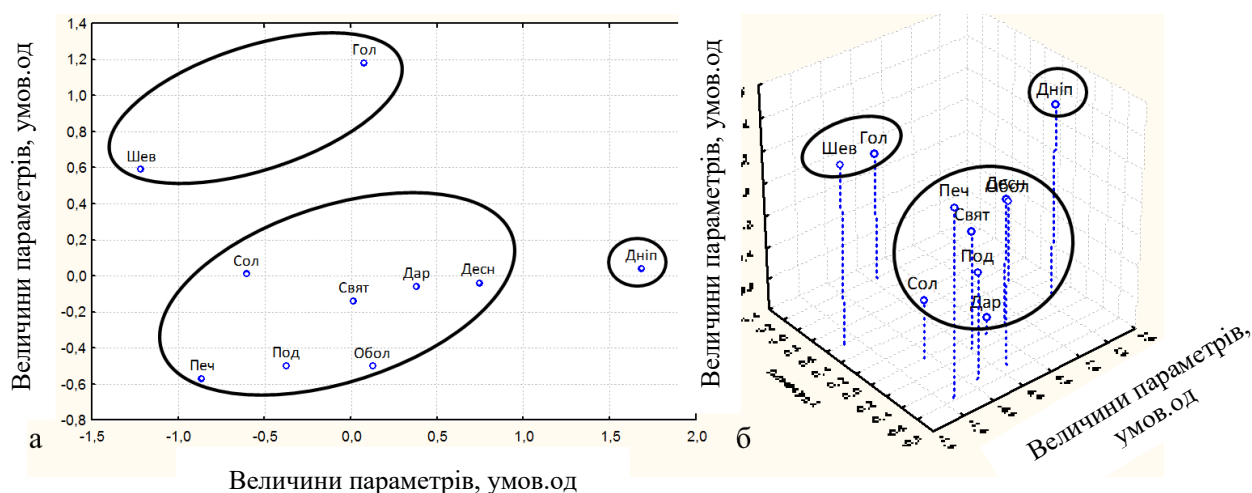 Величини параметрів, умов.од
1,4
1,2
1,0
0,8
0,6
0,4
0,2
0,0
-0,2
-0,4
-0,6
-0,8
Гол
Шев
Сол
Свят
Дар
Десн
Дніп
Печ
Под
Обол
-1,5 -1,0 -0,5 0,0 0,5 1,0 1,5 2,0
а
Величини параметрів, умов.од
Величини параметрів, умов.од
Дніп
Шев
Гол
Десн
Обол
Печ
Свят
Под
Сол
Дар
б
Величини параметрів,
умов.од